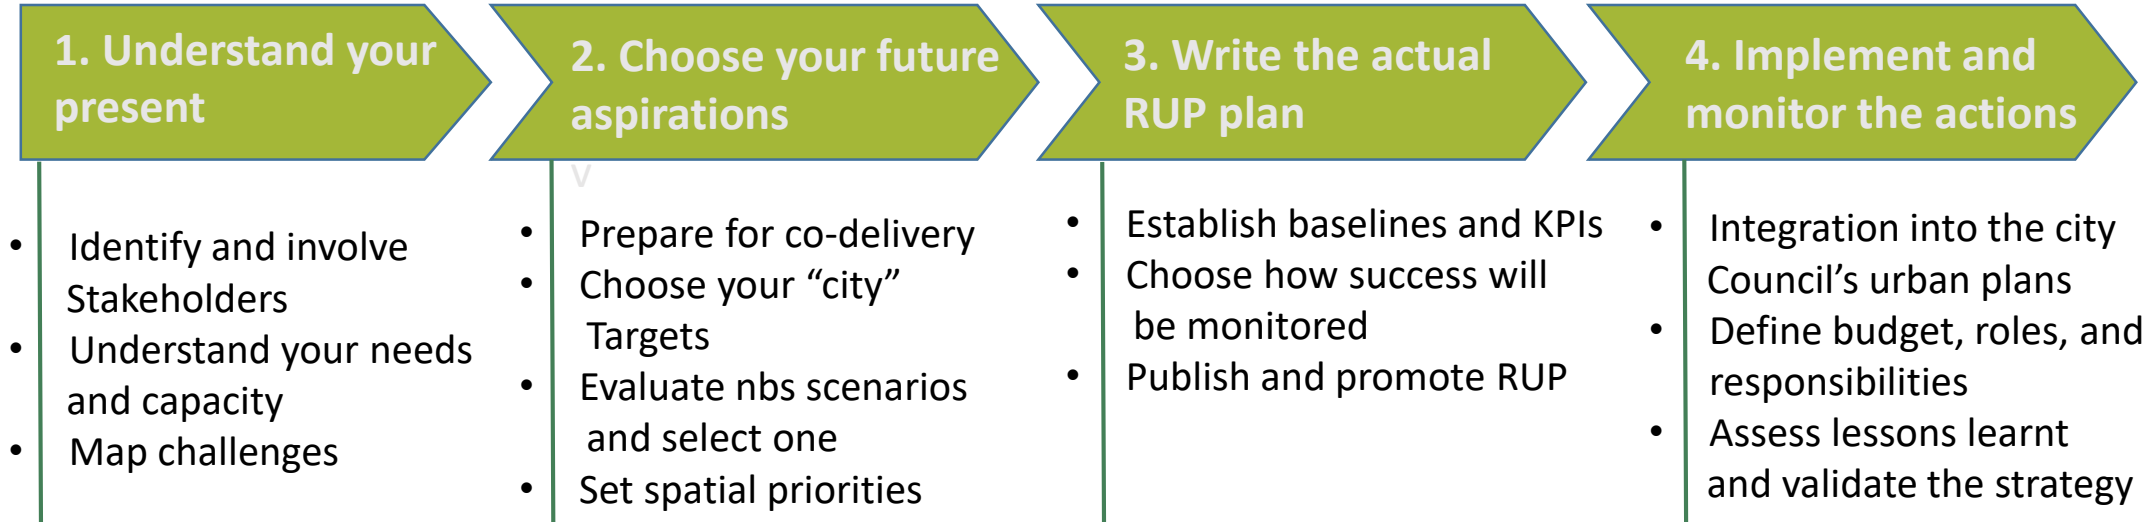 1. Understand your
present
• Identify and involve
Stakeholders
• Understand your needs
and capacity
• Map challenges
2. Choose your future
aspirations
v
• Prepare for co-delivery
• Choose your “city”
Targets
• Evaluate nbs scenarios
and select one
• Set spatial priorities
3. Write the actual
RUP plan
• Establish baselines and KPIs
• Choose how success will
be monitored
• Publish and promote RUP
4. Implement and
monitor the actions
• Integration into the city
Council’s urban plans
• Define budget, roles, and
responsibilities
• Assess lessons learnt
and validate the strategy